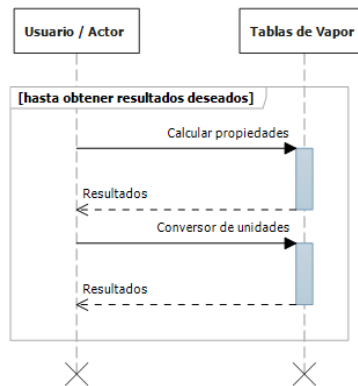 Usuario / Actor
Tablas de Vapor
[hasta obtener resultados deseados]
Calcular propiedades
Resultados
Conversor de unidades
Resultados